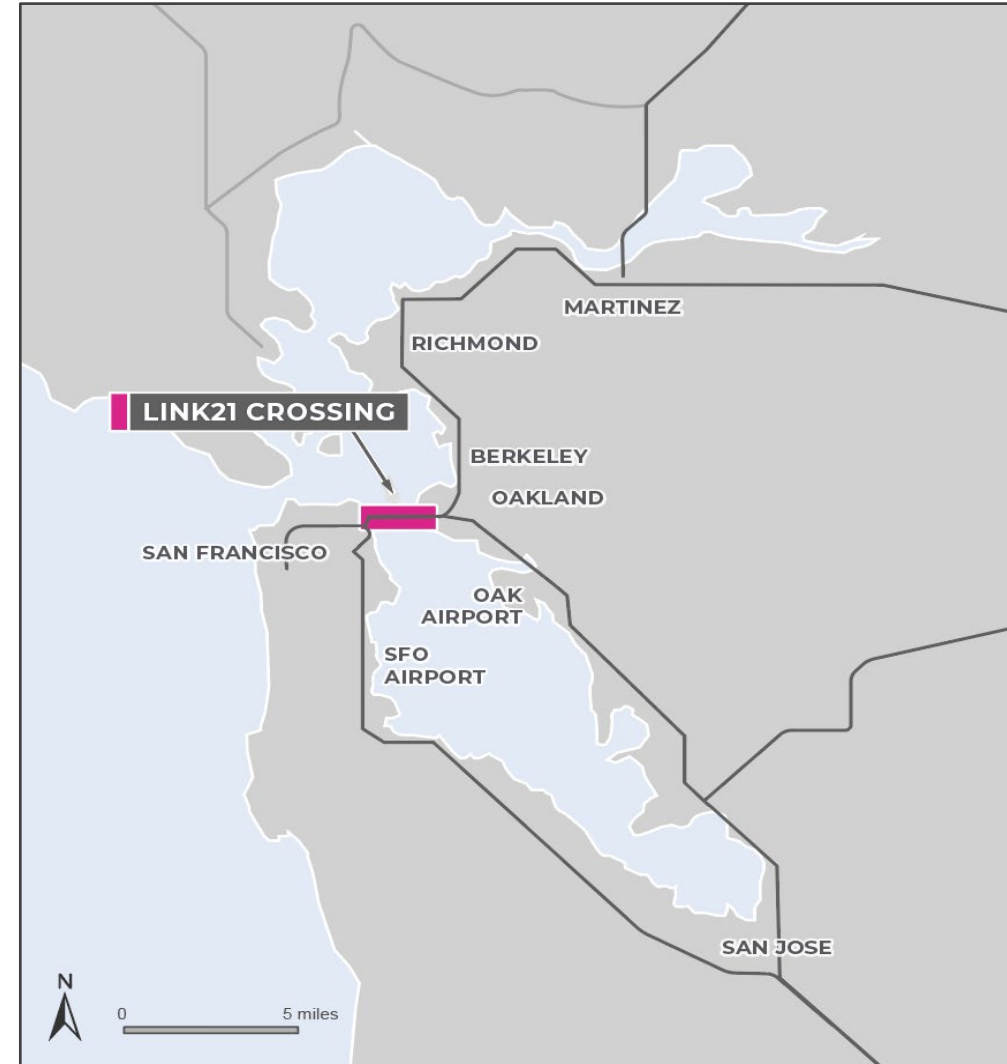 MARTINEZ
RICHMOND
LINK21 CROSSING
BERKELEY
OAKLAND
SAN FRANCISCO
OAK
AIRPORT
SFO
AIRPORT
SAN JOSE
N
0 5 miles